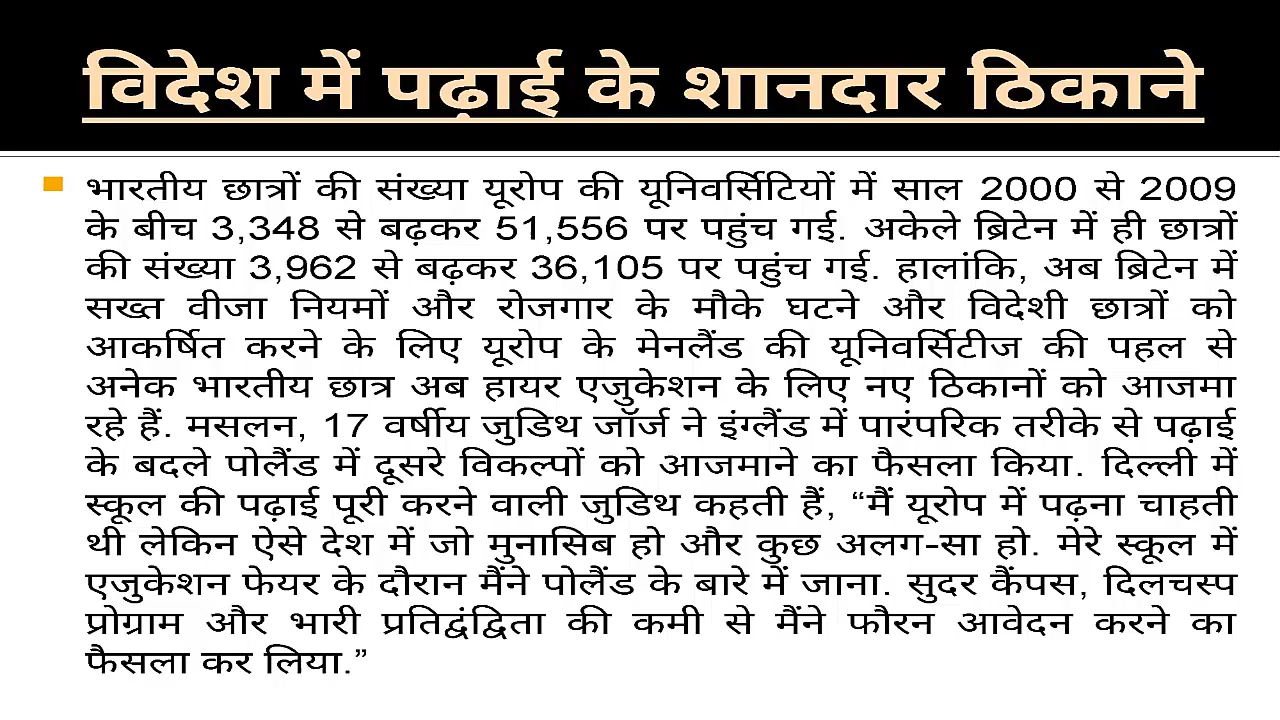 विदेश में पढ़ाई के शानदार ठिकाने
भारतीय छात्रों की संख्या यूरोप की यूनिवर्सिटियों में साल 2000 से 2009
के बीच 3,348 से बढ़कर 51,556 पर पहुंच गई. अकेले ब्रिटेन में ही छात्रों
की संख्या 3,962 से बढ़कर 36,105 पर पहुंच गई. हालांकि, अब ब्रिटेन में
सख्त वीजा नियमों और रोजगार के मौके घटने और विदेशी छात्रों को
आकर्षित करने के लिए यूरोप के मेनलैंड की यूनिवर्सिटीज की पहल से
अनेक भारतीय छात्र अब हायर एजुकेशन के लिए नए ठिकानों को आजमा
रहे हैं. मसलन, 17 वर्षीय जुडिथ जॉर्ज ने इंग्लैंड में पारंपरिक तरीके से पढ़ाई
के बदले पोलैंड में दूसरे विकल्पों को आजमाने का फैसला किया. दिल्ली में
स्कूल की पढ़ाई पूरी करने वाली जुडिथ कहती हैं, “मैं यूरोप में पढ़ना चाहती
थी लेकिन ऐसे देश में जो मुनासिब हो और कुछ अलग-सा हो. मेरे स्कूल में
एजुकेशन फेयर के दौरान मैंने पोलैंड के बारे में जाना. सुदर कैंपस, दिलचस्प
प्रोग्राम और भारी प्रतिद्वंद्विता की कमी से मैंने फौरन आवेदन करने का
फैसला कर लिया.”